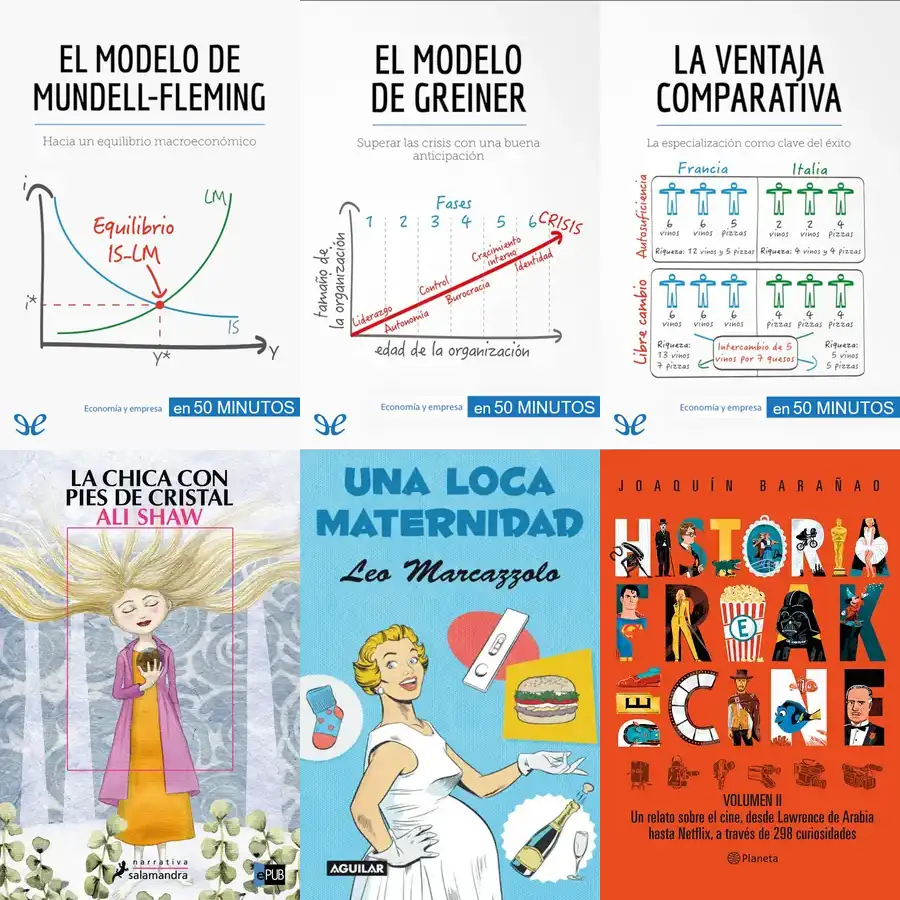 EL MODELO DE
MUNDELL-FLEMING
Hacia un equilibrio macroeconómico
i
LM
Equilibrio
IS-LM
i*
IS
Y*
Y
Economía y empresa
en 50 MINUTOS
EL MODELO
DE GREINER
Superar las crisis con una buena
anticipación
Fases
1 2 3 4 5 6
CRISIS
tamaño de
la organización
Liderazgo
Autonomía
Control
Burocracia
Crecimiento
interno
Identidad
edad de la organización
Economía y empresa
en 50 MINUTOS
LA VENTAJA
COMPARATIVA
La especialización como clave del éxito
Francia
Italia
Autosuficiencia
6 6 5
vinos vinos pizzas
Riqueza: 12 vinos y 5 pizzas
2 2 4
vinos vinos pizzas
Riqueza: 4 vinos y 4 pizzas
Libre cambio
6 6 6
vinos vinos vinos
4 4 4
pizzas pizzas pizzas
Riqueza:
13 vinos
7 pizzas
Intercambio de 5
vinos por 7 quesos
Riqueza:
5 vinos
5 pizzas
Economía y empresa
en 50 MINUTOS
LA CHICA CON
PIES DE CRISTAL
ALI SHAW
narrativa
salamandra
ePUB
UNA LOCA
MATERNIDAD
Leo Marcazzolo
AGUILAR
JOAQUÍN BARAÑAO
HISTORIA
FREAK
DEL CINE
VOLUMEN II
Un relato sobre el cine, desde Lawrence de Arabia
hasta Netflix, a través de 298 curiosidades
Planeta